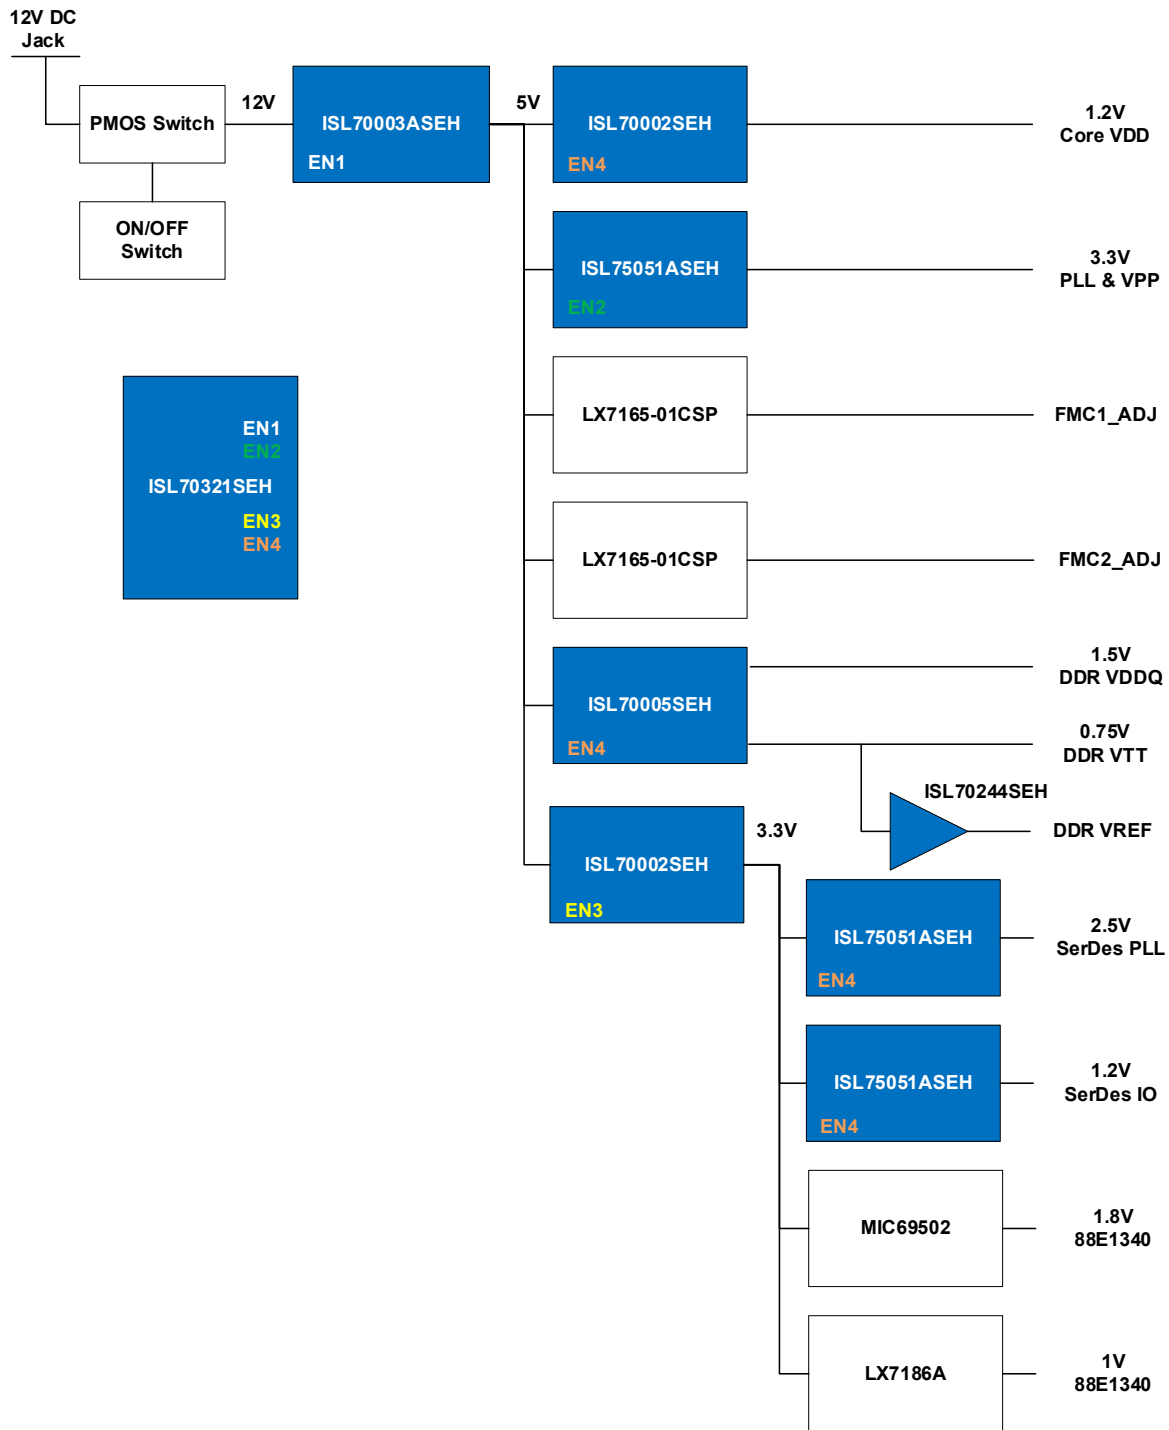 12V DC
Jack
PMOS Switch
12V
ISL70003ASEH
EN1
5V
ISL70002SEH
EN4
1.2V
Core VDD
ON/OFF
Switch
ISL75051ASEH
EN2
3.3V
PLL & VPP
EN1
EN2
ISL70321SEH
EN3
EN4
LX7165-01CSP
FMC1_ADJ
LX7165-01CSP
FMC2_ADJ
ISL70005SEH
EN4
1.5V
DDR VDDQ
0.75V
DDR VTT
ISL70244SEH
DDR VREF
ISL70002SEH
EN3
3.3V
ISL75051ASEH
EN4
2.5V
SerDes PLL
ISL75051ASEH
EN4
1.2V
SerDes IO
MIC69502
1.8V
88E1340
LX7186A
1V
88E1340